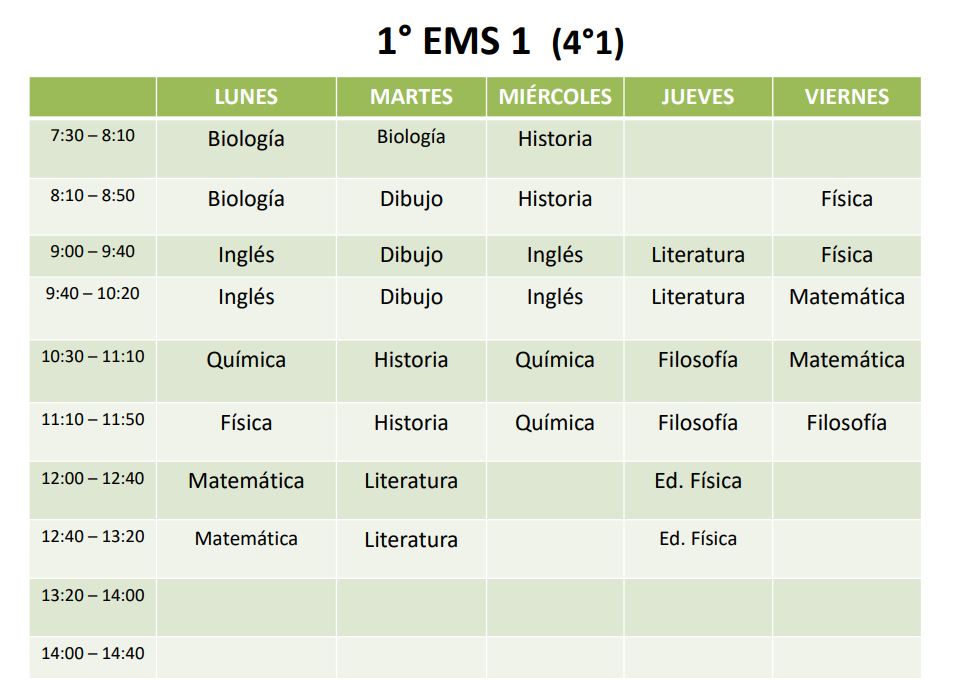 1° EMS 1 (4°1)
LUNES MARTES MIÉRCOLES JUEVES VIERNES
7:30 – 8:10 Biología Biología Historia
8:10 – 8:50 Biología Dibujo Historia Física
9:00 – 9:40 Inglés Dibujo Inglés Literatura Física
9:40 – 10:20 Inglés Dibujo Inglés Literatura Matemática
10:30 – 11:10 Química Historia Química Filosofía Matemática
11:10 – 11:50 Física Historia Química Filosofía Filosofía
12:00 – 12:40 Matemática Literatura Ed. Física
12:40 – 13:20 Matemática Literatura Ed. Física
13:20 – 14:00
14:00 – 14:40